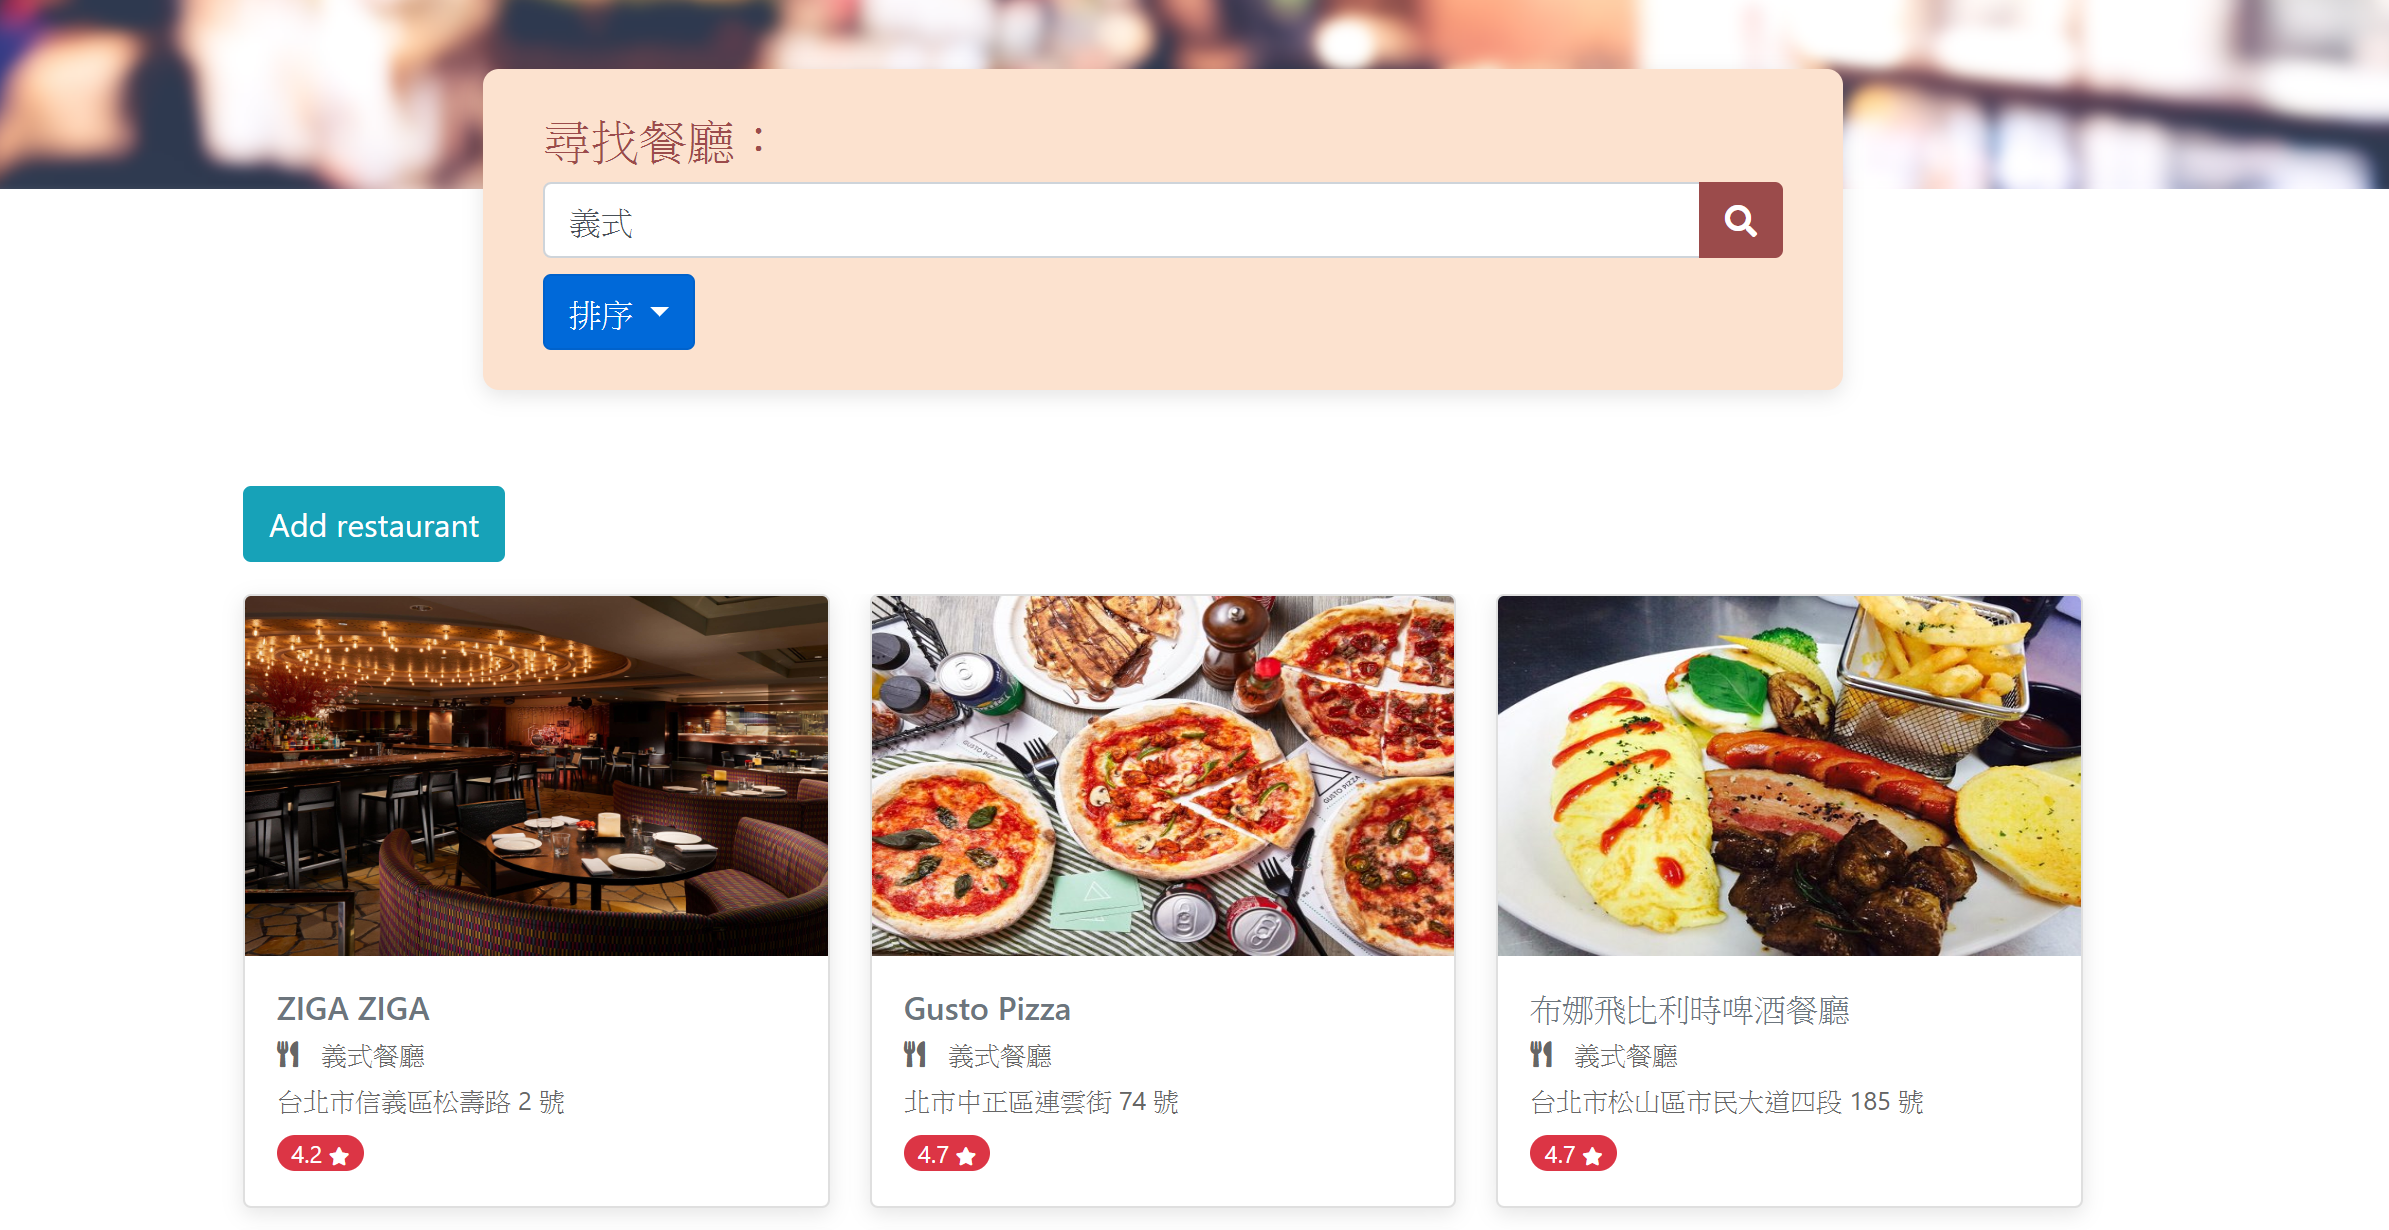 尋找餐廳：
義式
排序
Add restaurant
ZIGA ZIGA
義式餐廳
台北市信義區松壽路 2 號
4.2
Gusto Pizza
義式餐廳
北市中正區連雲街 74 號
4.7
布娜飛比利時啤酒餐廳
義式餐廳
台北市松山區市民大道四段 185 號
4.7
GUSTO PIZZA
GUSTO PIZZA